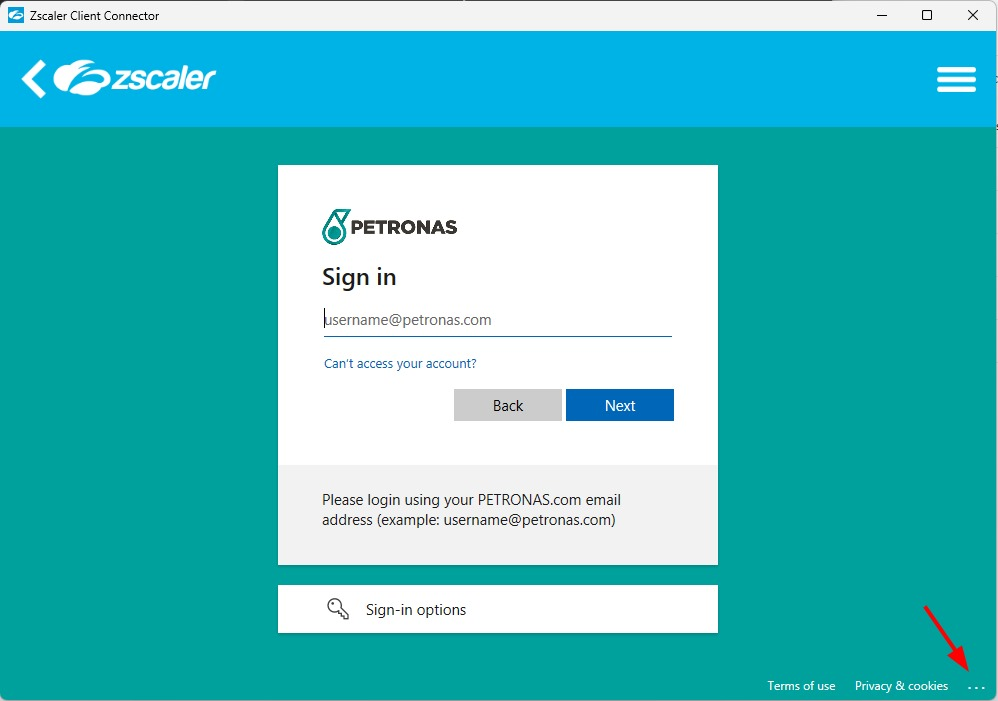 Zscaler Client Connector
zscaler
PETRONAS
Sign in
username@petronas.com
Can't access your account?
Back
Next
Please login using your PETRONAS.com email
address (example: username@petronas.com)
Sign-in options
Terms of use
Privacy & cookies
...